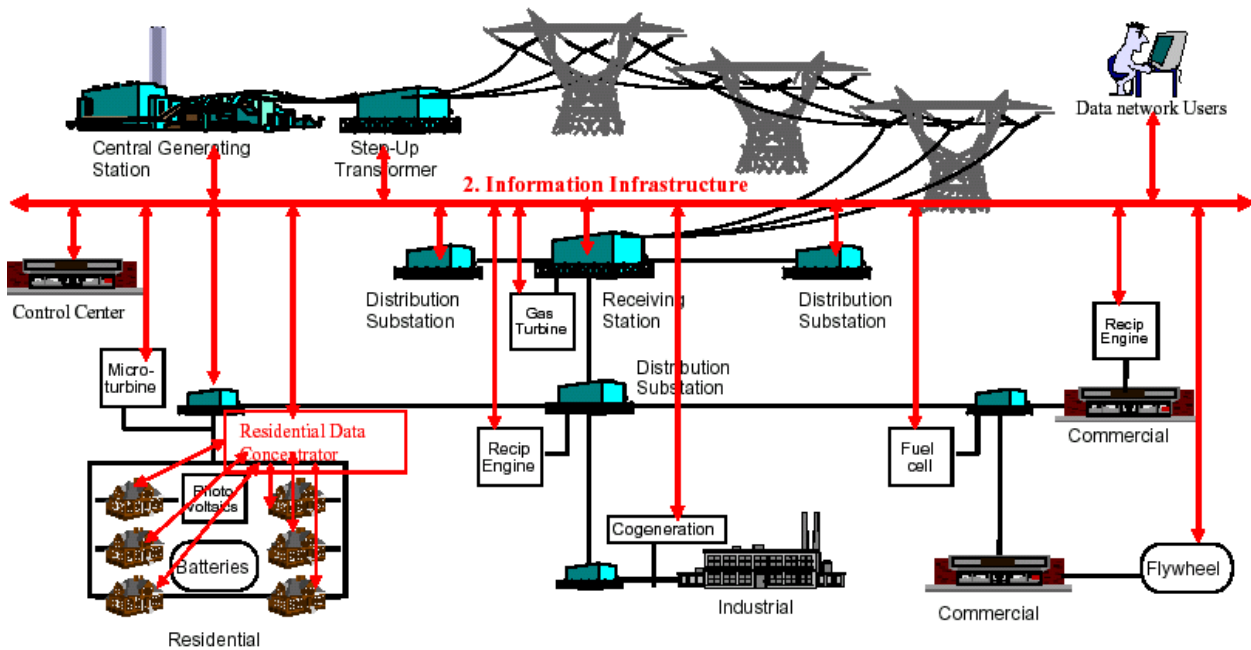 Data network Users
Central Generating
Station
Step-Up
Transformer
2. Information Infrastructure
Control Center
Distribution
Substation
Gas
Turbine
Receiving
Station
Distribution
Substation
Recip
Engine
Micro-
turbine
Distribution
Substation
Residential Data
Concentrator
Recip
Engine
Fuel
cell
Commercial
Photo-
voltaics
Batteries
Cogeneration
Flywheel
Industrial
Commercial
Residential